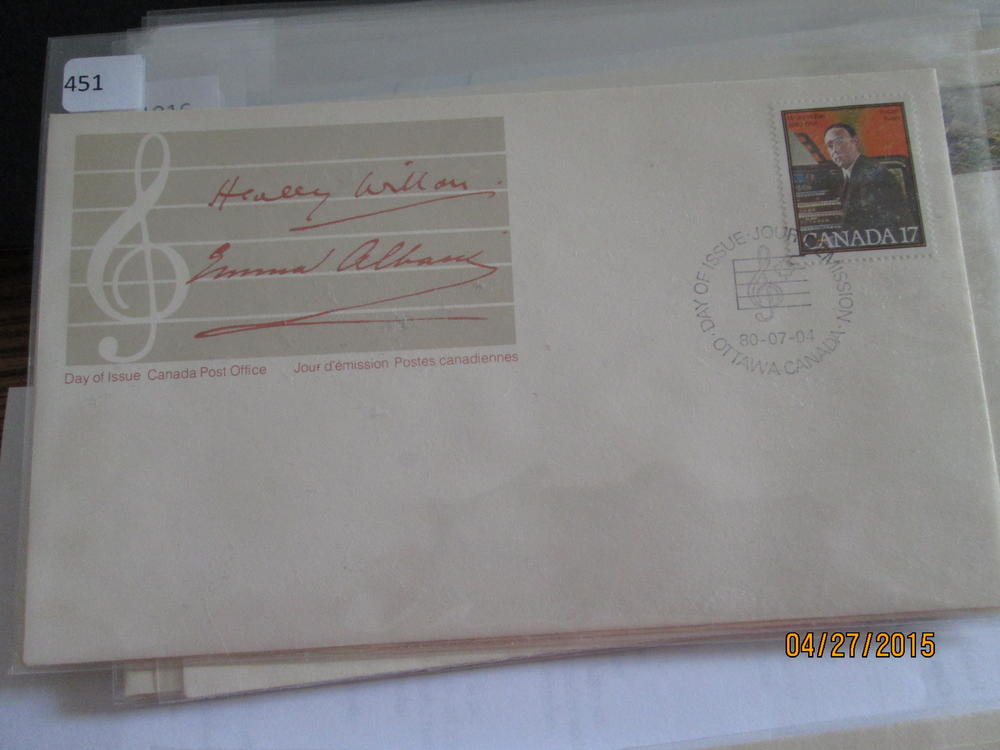 451
Healey Willan
Emma Albani
Day of Issue Canada Post Office Jour d'émission Postes canadiennes
CANADA 17
DAY OF ISSUE · JOUR D'ÉMISSION ·
80-07-04
OTTAWA CANADA
04/27/2015